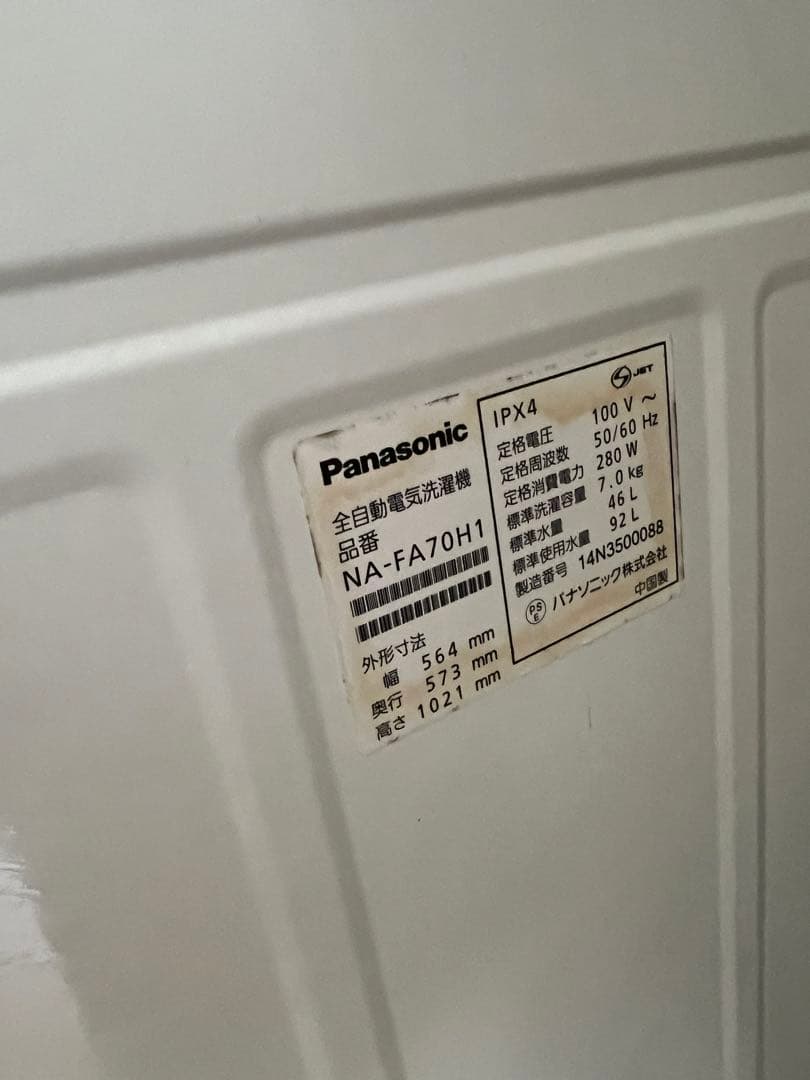 Panasonic
全自動電気洗濯機
品番
NA-FA70H1
外形寸法
幅 564 mm
奥行 573 mm
高さ 1021 mm
JET
IPX4
定格電圧 100 V ~
定格周波数 50/60 Hz
定格消費電力 280 W
標準洗濯容量 7.0 kg
標準水量 46 L
標準使用水量 92 L
製造番号 14N3500088
PS E パナソニック株式会社
中国製